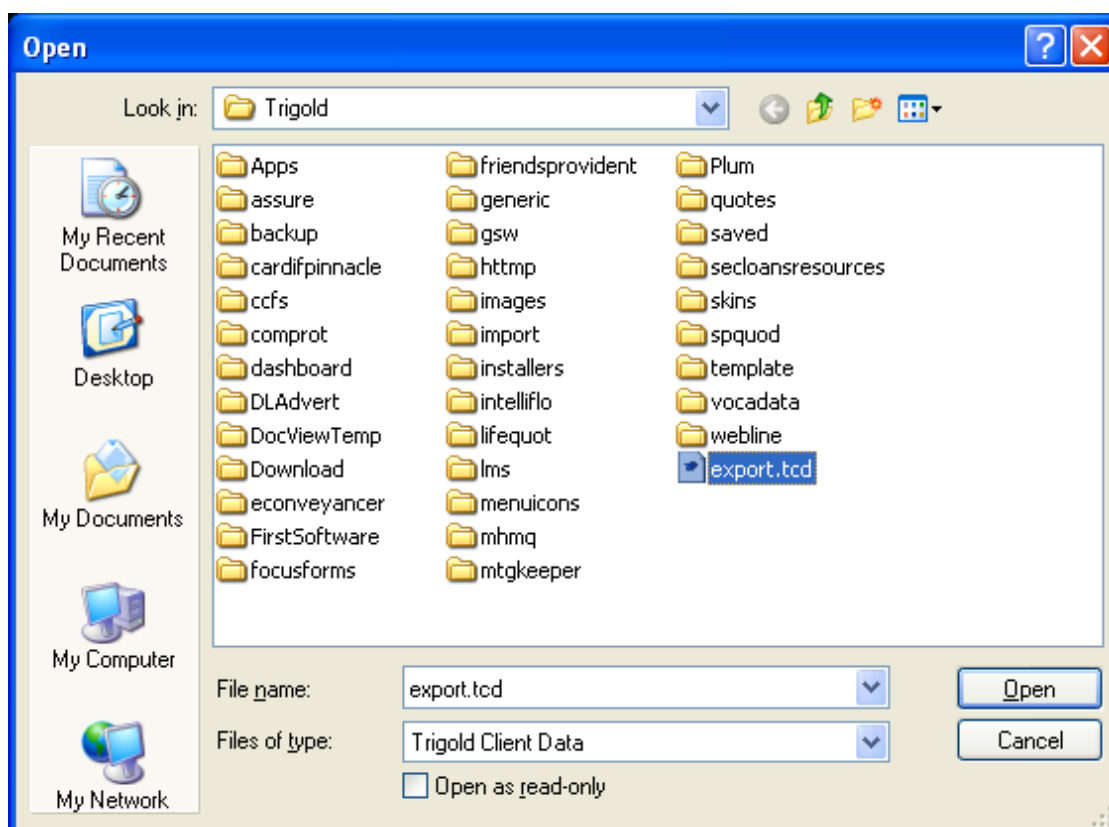 Open
Look in: Trigold
My Recent
Documents
Desktop
My Documents
My Computer
My Network
Apps
assure
backup
cardifpinnacle
ccfs
comprot
dashboard
DLAdvert
DocViewTemp
Download
econveyancer
FirstSoftware
focusforms
friendsprovident
generic
gsw
httmp
images
import
installers
intelliflo
lifequot
lms
menuicons
mhmq
mtgkeeper
Plum
quotes
saved
secloansresources
skins
spquod
template
vocadata
webline
export.tcd
File name: export.tcd Open
Files of type: Trigold Client Data Cancel
Open as read-only